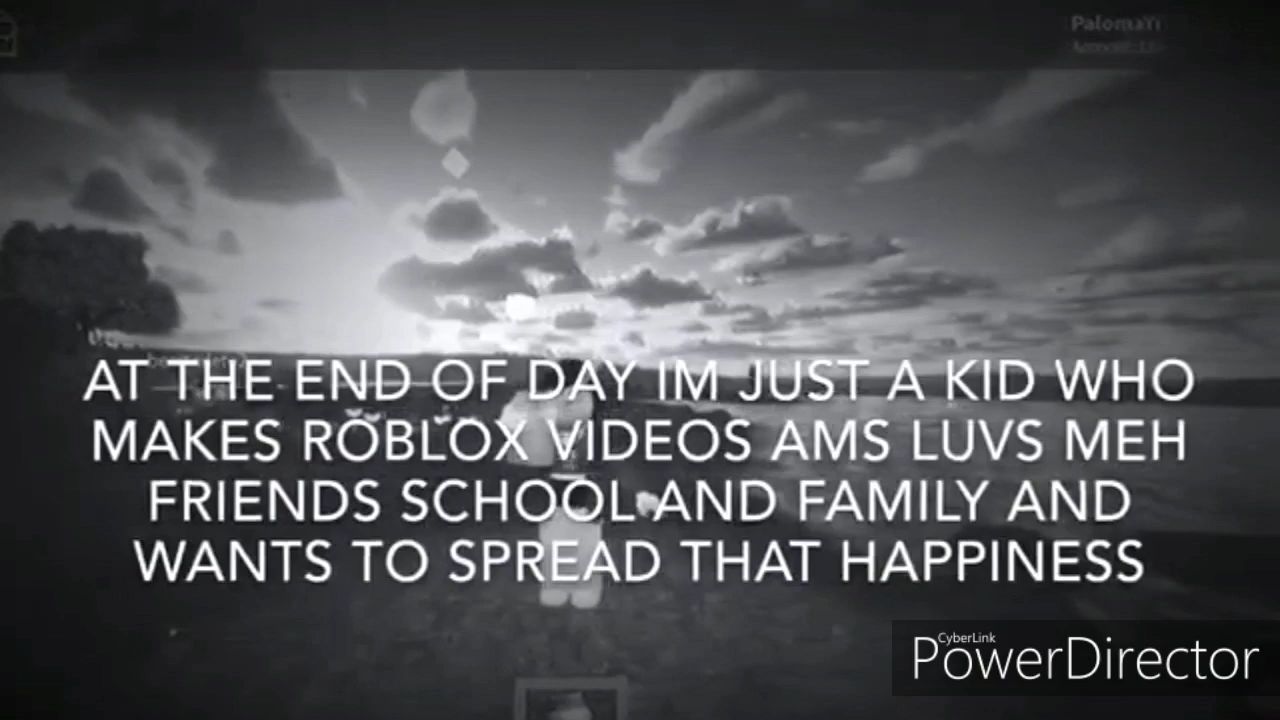 PalomaYi
AT THE END OF DAY IM JUST A KID WHO
MAKES ROBLOX VIDEOS AMS LUVS MEH
FRIENDS SCHOOL AND FAMILY AND
WANTS TO SPREAD THAT HAPPINESS
CyberLink
PowerDirector